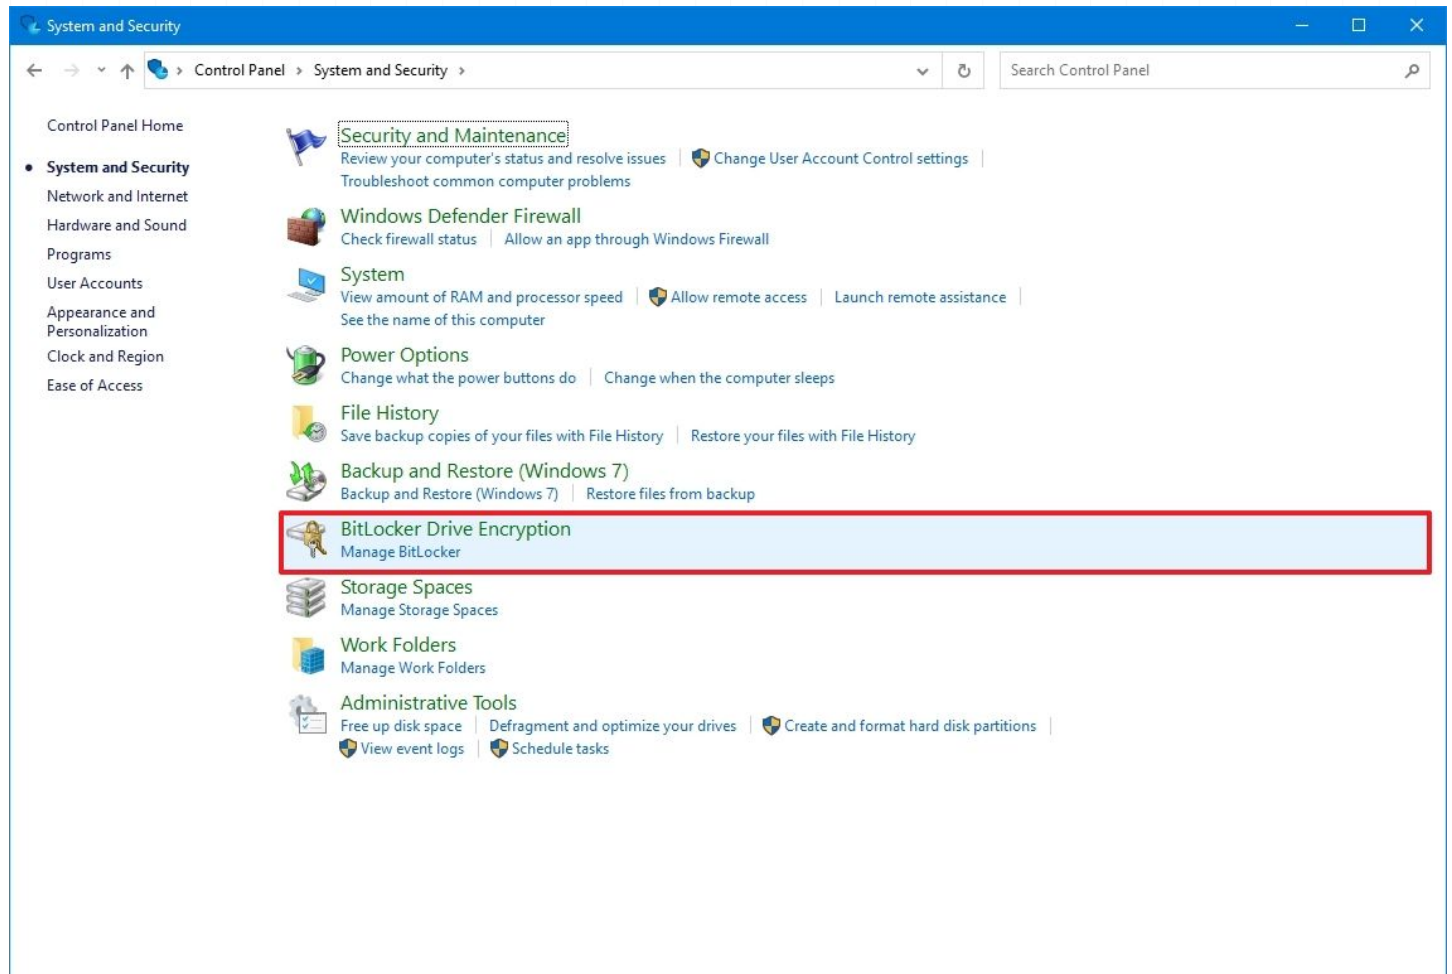 System and Security
Control Panel > System and Security >
Search Control Panel
Control Panel Home
System and Security
Network and Internet
Hardware and Sound
Programs
User Accounts
Appearance and
Personalization
Clock and Region
Ease of Access
Security and Maintenance
Review your computer's status and resolve issues | Change User Account Control settings |
Troubleshoot common computer problems
Windows Defender Firewall
Check firewall status | Allow an app through Windows Firewall
System
View amount of RAM and processor speed | Allow remote access | Launch remote assistance |
See the name of this computer
Power Options
Change what the power buttons do | Change when the computer sleeps
File History
Save backup copies of your files with File History | Restore your files with File History
Backup and Restore (Windows 7)
Backup and Restore (Windows 7) | Restore files from backup
BitLocker Drive Encryption
Manage BitLocker
Storage Spaces
Manage Storage Spaces
Work Folders
Manage Work Folders
Administrative Tools
Free up disk space | Defragment and optimize your drives | Create and format hard disk partitions |
View event logs | Schedule tasks